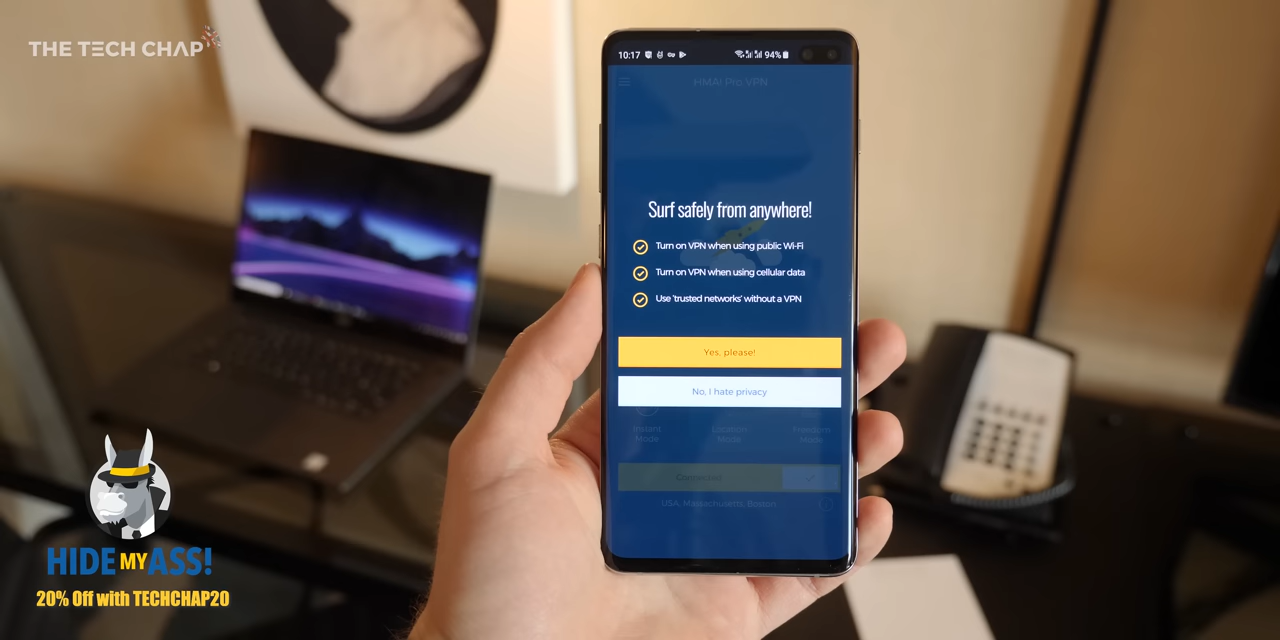 THE TECH CHAP
10:17
94%
HMA! Pro VPN
Surf safely from anywhere!
Turn on VPN when using public Wi-Fi
Turn on VPN when using cellular data
Use 'trusted networks' without a VPN
Yes, please!
No, I hate privacy
Instant Mode
Location Mode
Freedom Mode
Connected
USA, Massachusetts, Boston
HIDE MY ASS!
20% Off with TECHCHAP20